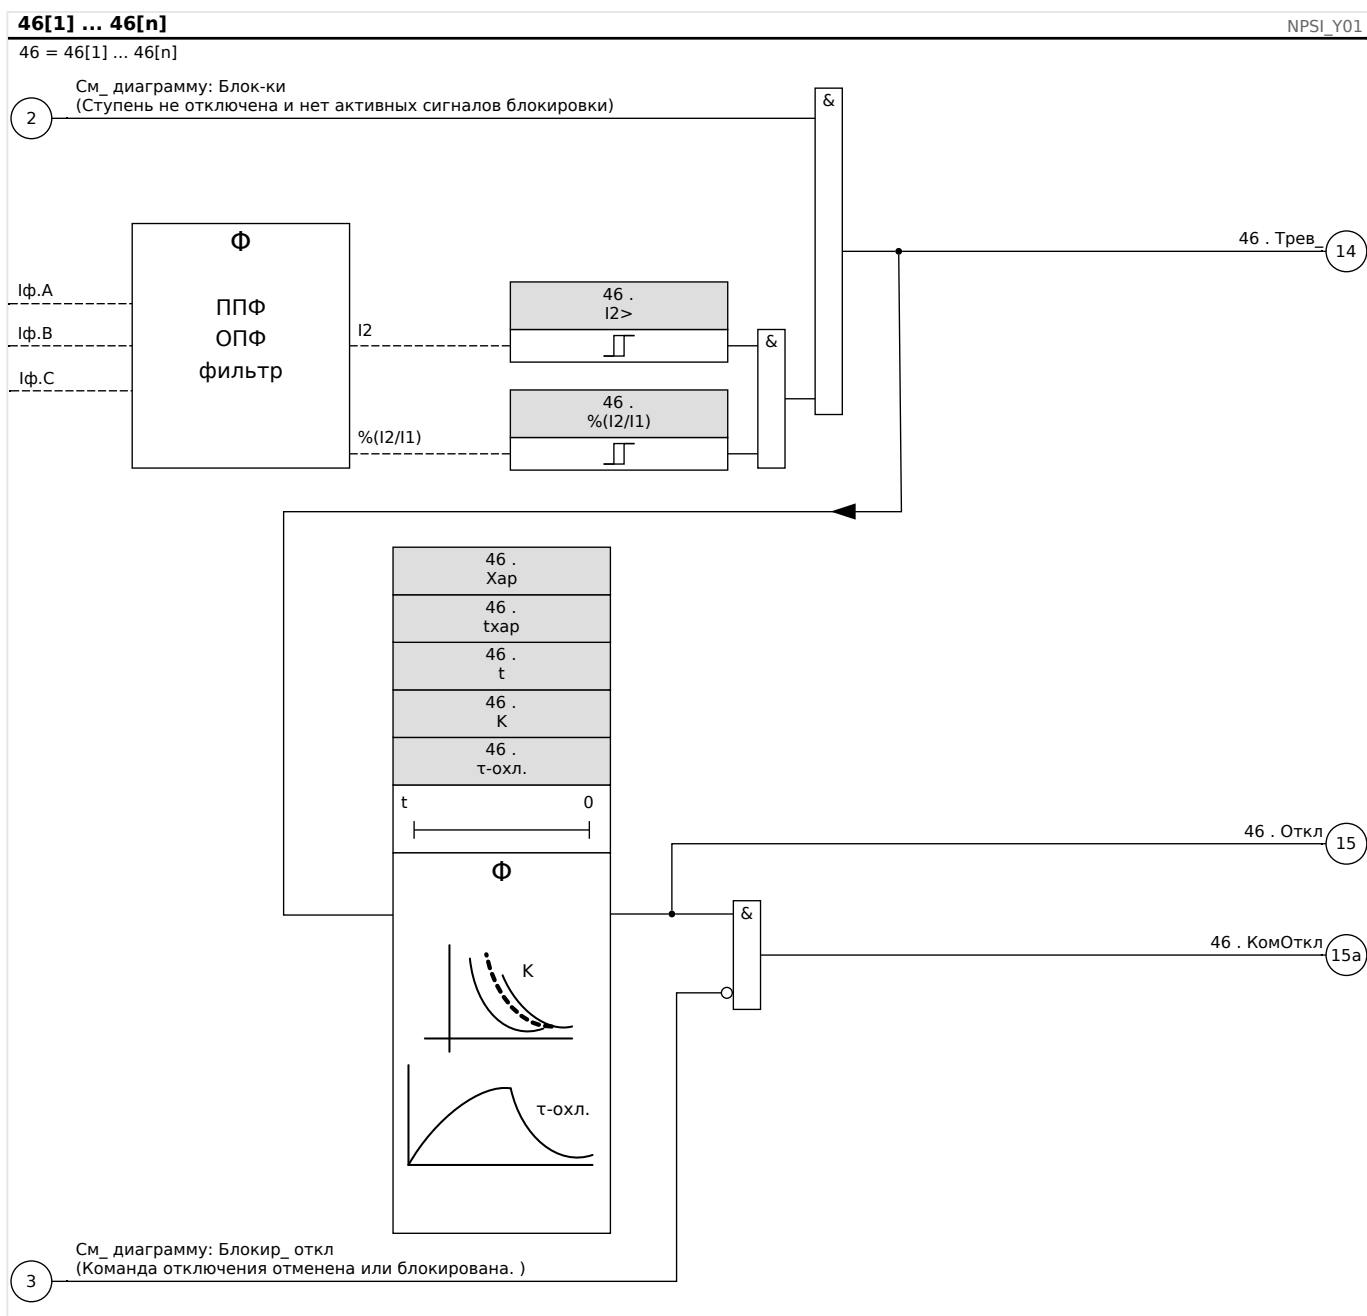 46[1] ... 46[n]
NPSI_Y01
46 = 46[1] ... 46[n]
См_ диаграмму: Блок-ки
(Ступень не отключена и нет активных сигналов блокировки)
2
&
Ф
ППФ
ОПФ
фильтр
Iф.A
Iф.B
Iф.C
I2
%(I2/I1)
46 .
I2>
46 .
%(I2/I1)
&
46 . Трев_
14
46 .
Хар
46 .
tхар
46 .
t
46 .
K
46 .
τ-охл.
t
0
Ф
K
τ-охл.
46 . Откл
15
&
46 . КомОткл
15a
См_ диаграмму: Блокир_ откл
(Команда отключения отменена или блокирована. )
3